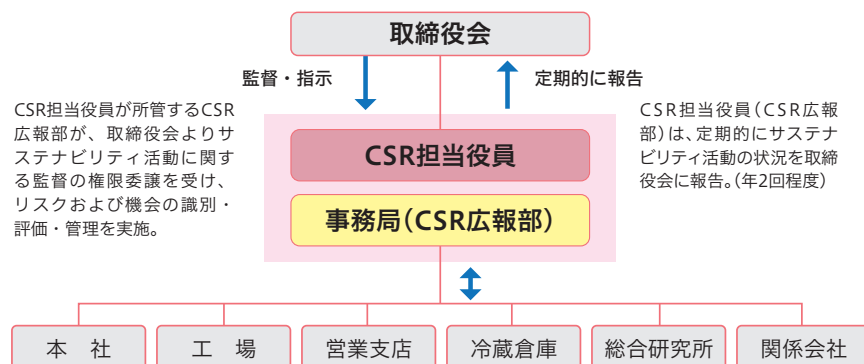 取締役会
監督・指示
定期的に報告
CSR担当役員が所管するCSR
広報部が、取締役会よりサ
ステナビリティ活動に関す
る監督の権限委譲を受け、
リスクおよび機会の識別・
評価・管理を実施。
CSR担当役員（CSR広報
部）は、定期的にサステナ
ビリティ活動の状況を取締
役会に報告。（年2回程度）
CSR担当役員
事務局（CSR広報部）
本　社
工　場
営業支店
冷蔵倉庫
総合研究所
関係会社